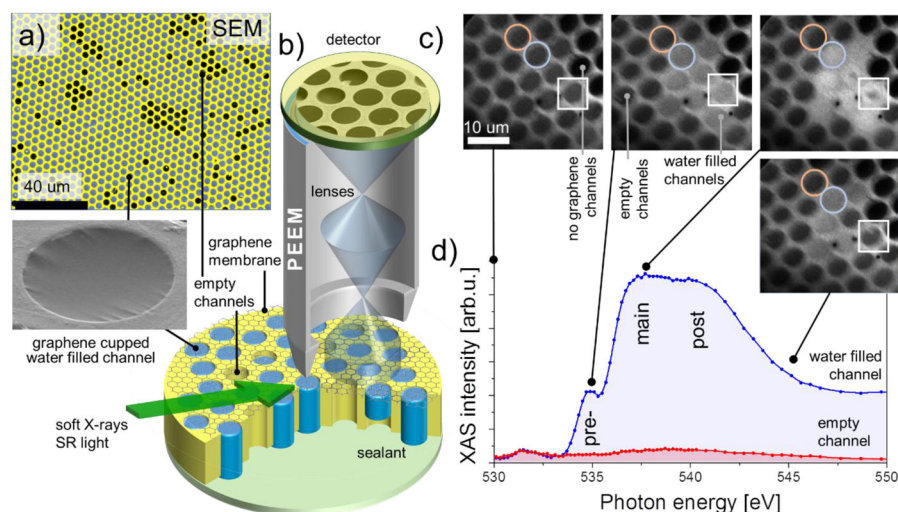 a)
SEM
40 um
graphene
membrane
empty
channels
graphene cupped
water filled channel
b)
detector
lenses
PEEM
soft X-rays
SR light
sealant
c)
10 um
no graphene
channels
empty
channels
water filled
channels
d)
XAS intensity [arb.u.]
pre-
main
post
water filled
channel
empty
channel
530
535
540
545
550
Photon energy [eV]